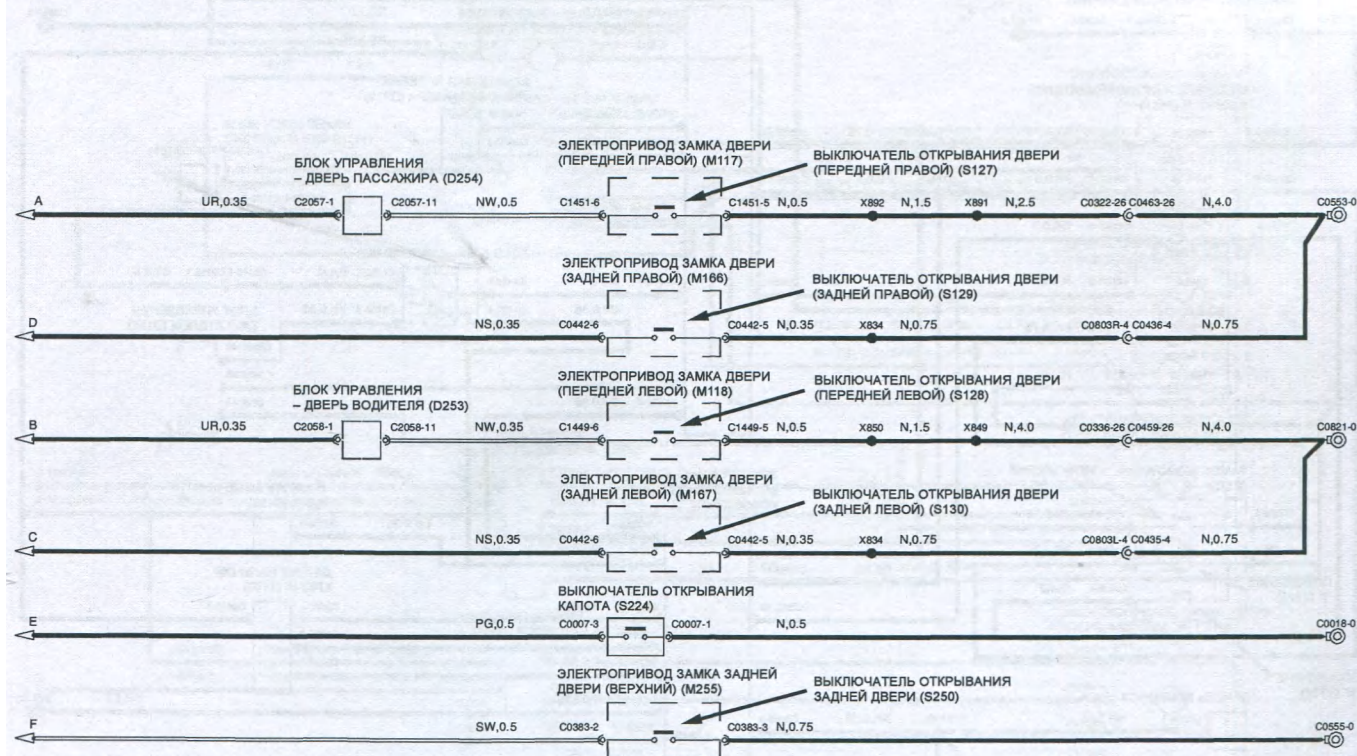 ЭЛЕКТРОПРИВОД ЗАМКА ДВЕРИ
(ПЕРЕДНЕЙ ПРАВОЙ) (M117)
БЛОК УПРАВЛЕНИЯ
– ДВЕРЬ ПАССАЖИРА (D254)
ВЫКЛЮЧАТЕЛЬ ОТКРЫВАНИЯ ДВЕРИ
(ПЕРЕДНЕЙ ПРАВОЙ) (S127)
A UR,0.35 C2057-1 C2057-11 NW,0.5 C1451-6 C1451-5 N,0.5 X892 N,1.5 X891 N,2.5 C0322-26 C0463-26 N,4.0 C0553-0
ЭЛЕКТРОПРИВОД ЗАМКА ДВЕРИ
(ЗАДНЕЙ ПРАВОЙ) (M166)
ВЫКЛЮЧАТЕЛЬ ОТКРЫВАНИЯ ДВЕРИ
(ЗАДНЕЙ ПРАВОЙ) (S129)
D NS,0.35 C0442-6 C0442-5 N,0.35 X834 N,0.75 C0803R-4 C0436-4 N,0.75
ЭЛЕКТРОПРИВОД ЗАМКА ДВЕРИ
(ПЕРЕДНЕЙ ЛЕВОЙ) (M118)
БЛОК УПРАВЛЕНИЯ
– ДВЕРЬ ВОДИТЕЛЯ (D253)
ВЫКЛЮЧАТЕЛЬ ОТКРЫВАНИЯ ДВЕРИ
(ПЕРЕДНЕЙ ЛЕВОЙ) (S128)
B UR,0.35 C2058-1 C2058-11 NW,0.35 C1449-6 C1449-5 N,0.5 X850 N,1.5 X849 N,4.0 C0336-26 C0459-26 N,4.0 C0821-0
ЭЛЕКТРОПРИВОД ЗАМКА ДВЕРИ
(ЗАДНЕЙ ЛЕВОЙ) (M167)
ВЫКЛЮЧАТЕЛЬ ОТКРЫВАНИЯ ДВЕРИ
(ЗАДНЕЙ ЛЕВОЙ) (S130)
C NS,0.35 C0442-6 C0442-5 N,0.35 X834 N,0.75 C0803L-4 C0435-4 N,0.75
ВЫКЛЮЧАТЕЛЬ ОТКРЫВАНИЯ
КАПОТА (S224)
E PG,0.5 C0007-3 C0007-1 N,0.5 C0018-0
ЭЛЕКТРОПРИВОД ЗАМКА ЗАДНЕЙ
ДВЕРИ (ВЕРХНИЙ) (M255)
ВЫКЛЮЧАТЕЛЬ ОТКРЫВАНИЯ
ЗАДНЕЙ ДВЕРИ (S250)
F SW,0.5 C0383-2 C0383-3 N,0.75 C0555-0